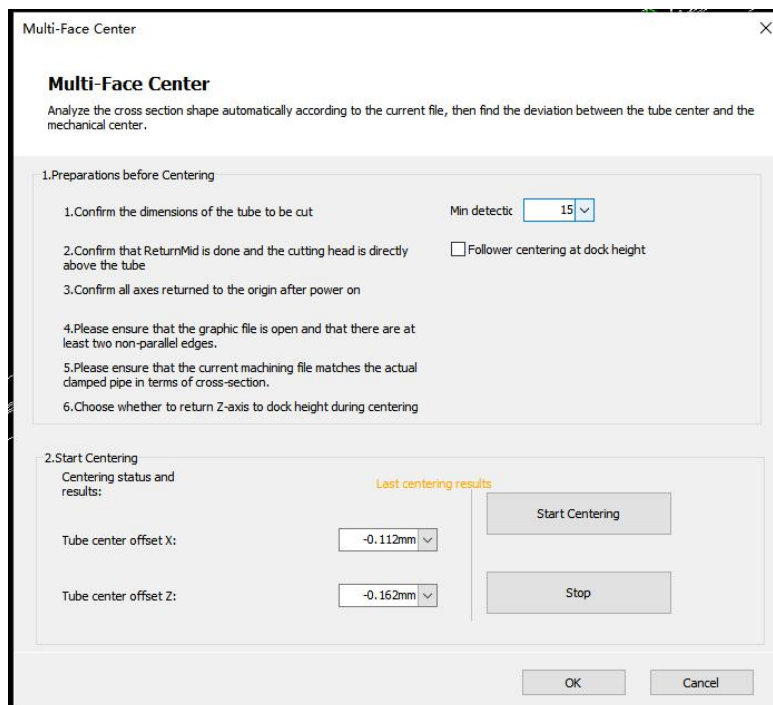 Multi-Face Center
Multi-Face Center
Analyze the cross section shape automatically according to the current file, then find the deviation between the tube center and the
mechanical center.
1.Preparations before Centering
1.Confirm the dimensions of the tube to be cut
Min detectic
15
2.Confirm that ReturnMid is done and the cutting head is directly
above the tube
Follower centering at dock height
3.Confirm all axes returned to the origin after power on
4.Please ensure that the graphic file is open and that there are at
least two non-parallel edges.
5.Please ensure that the current machining file matches the actual
clamped pipe in terms of cross-section.
6.Choose whether to return Z-axis to dock height during centering
2.Start Centering
Centering status and
results:
Last centering results
Start Centering
Tube center offset X:
-0.112mm
Tube center offset Z:
-0.162mm
Stop
OK
Cancel